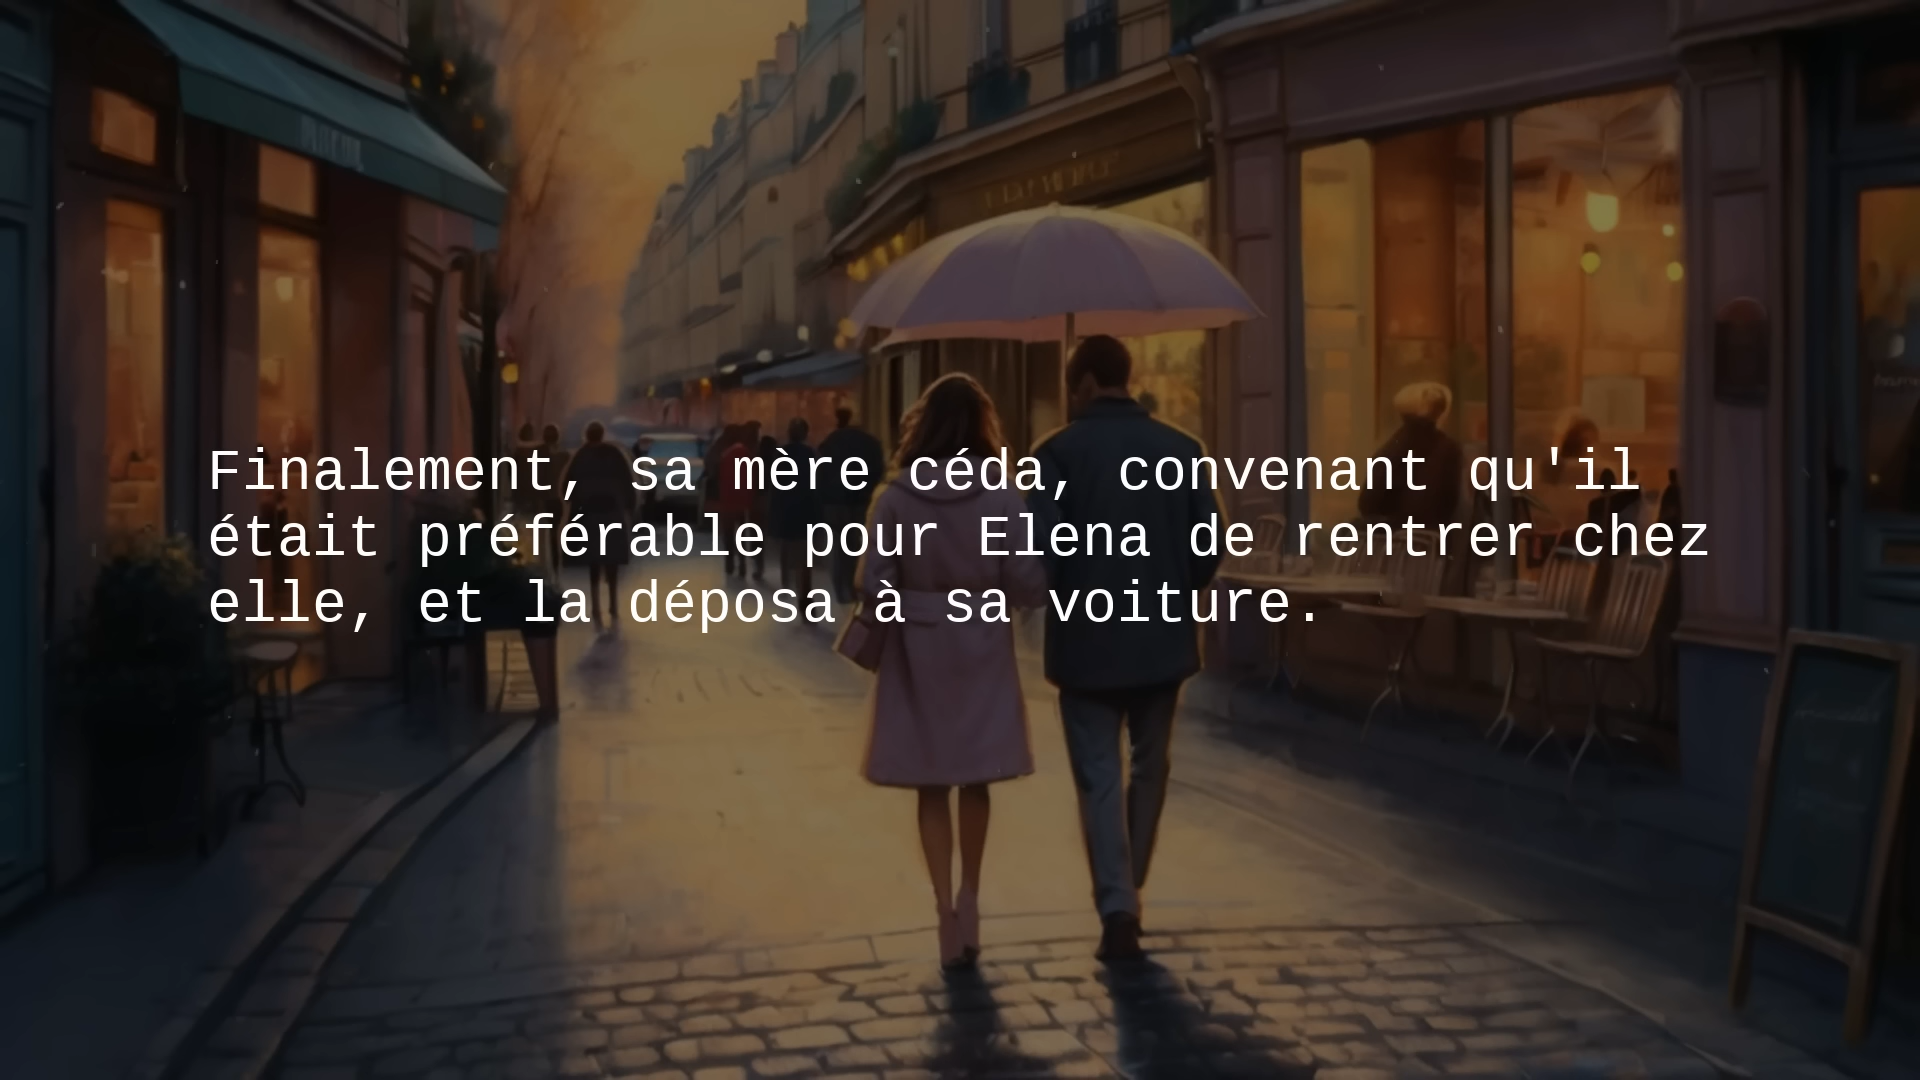 Finalement, sa mère céda, convenant qu'il
était préférable pour Elena de rentrer chez
elle, et la déposa à sa voiture.